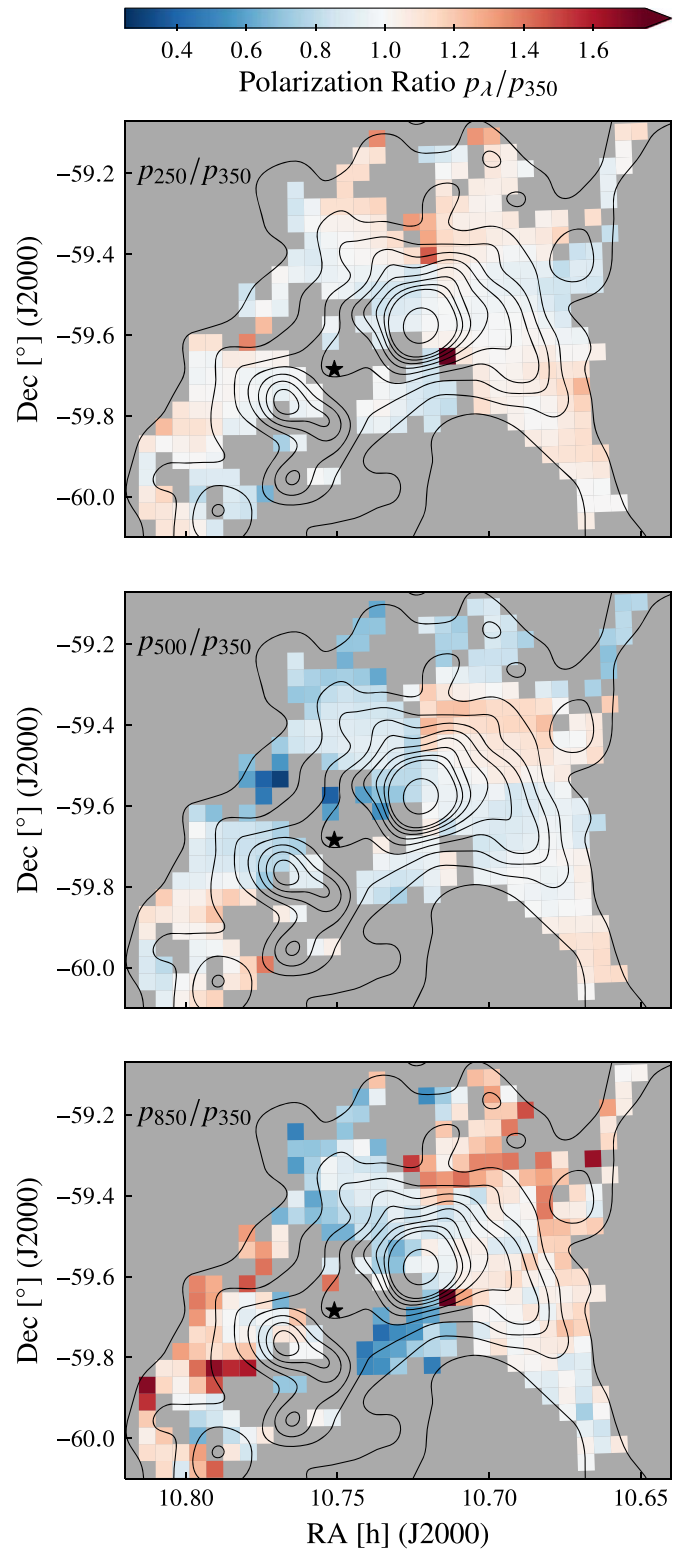 0.4 0.6 0.8 1.0 1.2 1.4 1.6
Polarization Ratio p_λ/p_350
p_250/p_350
−59.2
−59.4
−59.6
−59.8
−60.0
Dec [°] (J2000)
p_500/p_350
−59.2
−59.4
−59.6
−59.8
−60.0
Dec [°] (J2000)
p_850/p_350
−59.2
−59.4
−59.6
−59.8
−60.0
Dec [°] (J2000)
10.80 10.75 10.70 10.65
RA [h] (J2000)